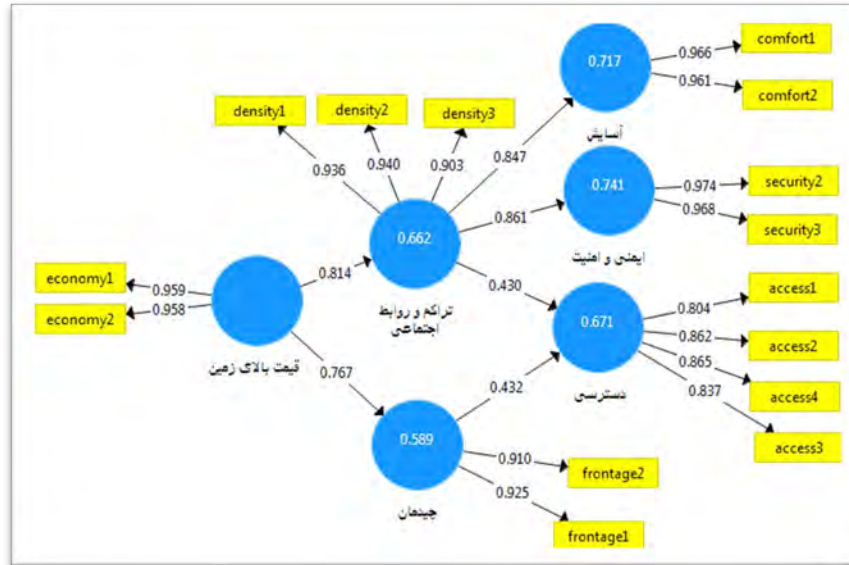 comfort1
0.966
0.717
0.961
comfort2
آسایش
density1
density2
density3
0.936
0.940
0.903
0.847
0.741
0.974
security2
0.968
security3
ایمنی و امنیت
0.861
0.662
economy1
0.959
economy2
0.958
0.814
تراکم و روابط
اجتماعی
0.430
قیمت بالای زمین
0.767
0.671
access1
0.804
access2
0.862
0.865
access4
0.837
access3
دسترسی
0.432
0.589
0.910
frontage2
0.925
frontage1
چیدمان